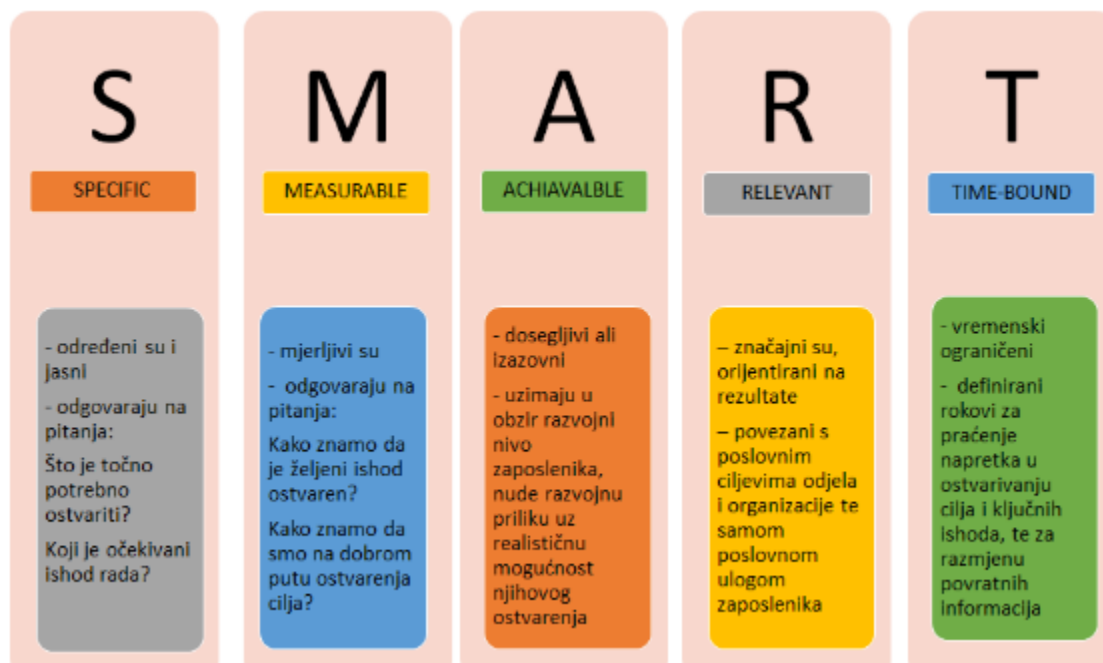 S
SPECIFIC
- određeni su i
jasni
- odgovaraju na
pitanja:
Što je točno
potrebno
ostvariti?
Koji je očekivani
ishod rada?
M
MEASURABLE
- mjerljivi su
- odgovaraju na
pitanja:
Kako znamo da
je željeni ishod
ostvaren?
Kako znamo da
smo na dobrom
putu ostvarenja
cilja?
A
ACHIAVALBLE
- dosegljivi ali
izazovni
- uzimaju u
obzir razvojni
nivo
zaposlenika,
nude razvojnu
priliku uz
realističnu
mogućnost
njihovog
ostvarenja
R
RELEVANT
– značajni su,
orijentirani na
rezultate
– povezani s
poslovnim
ciljevima odjela
i organizacije te
samom
poslovnom
ulogom
zaposlenika
T
TIME-BOUND
- vremenski
ograničeni
- definirani
rokovi za
praćenje
napretka u
ostvarivanju
cilja i ključnih
ishoda, te za
razmjenu
povratnih
informacija